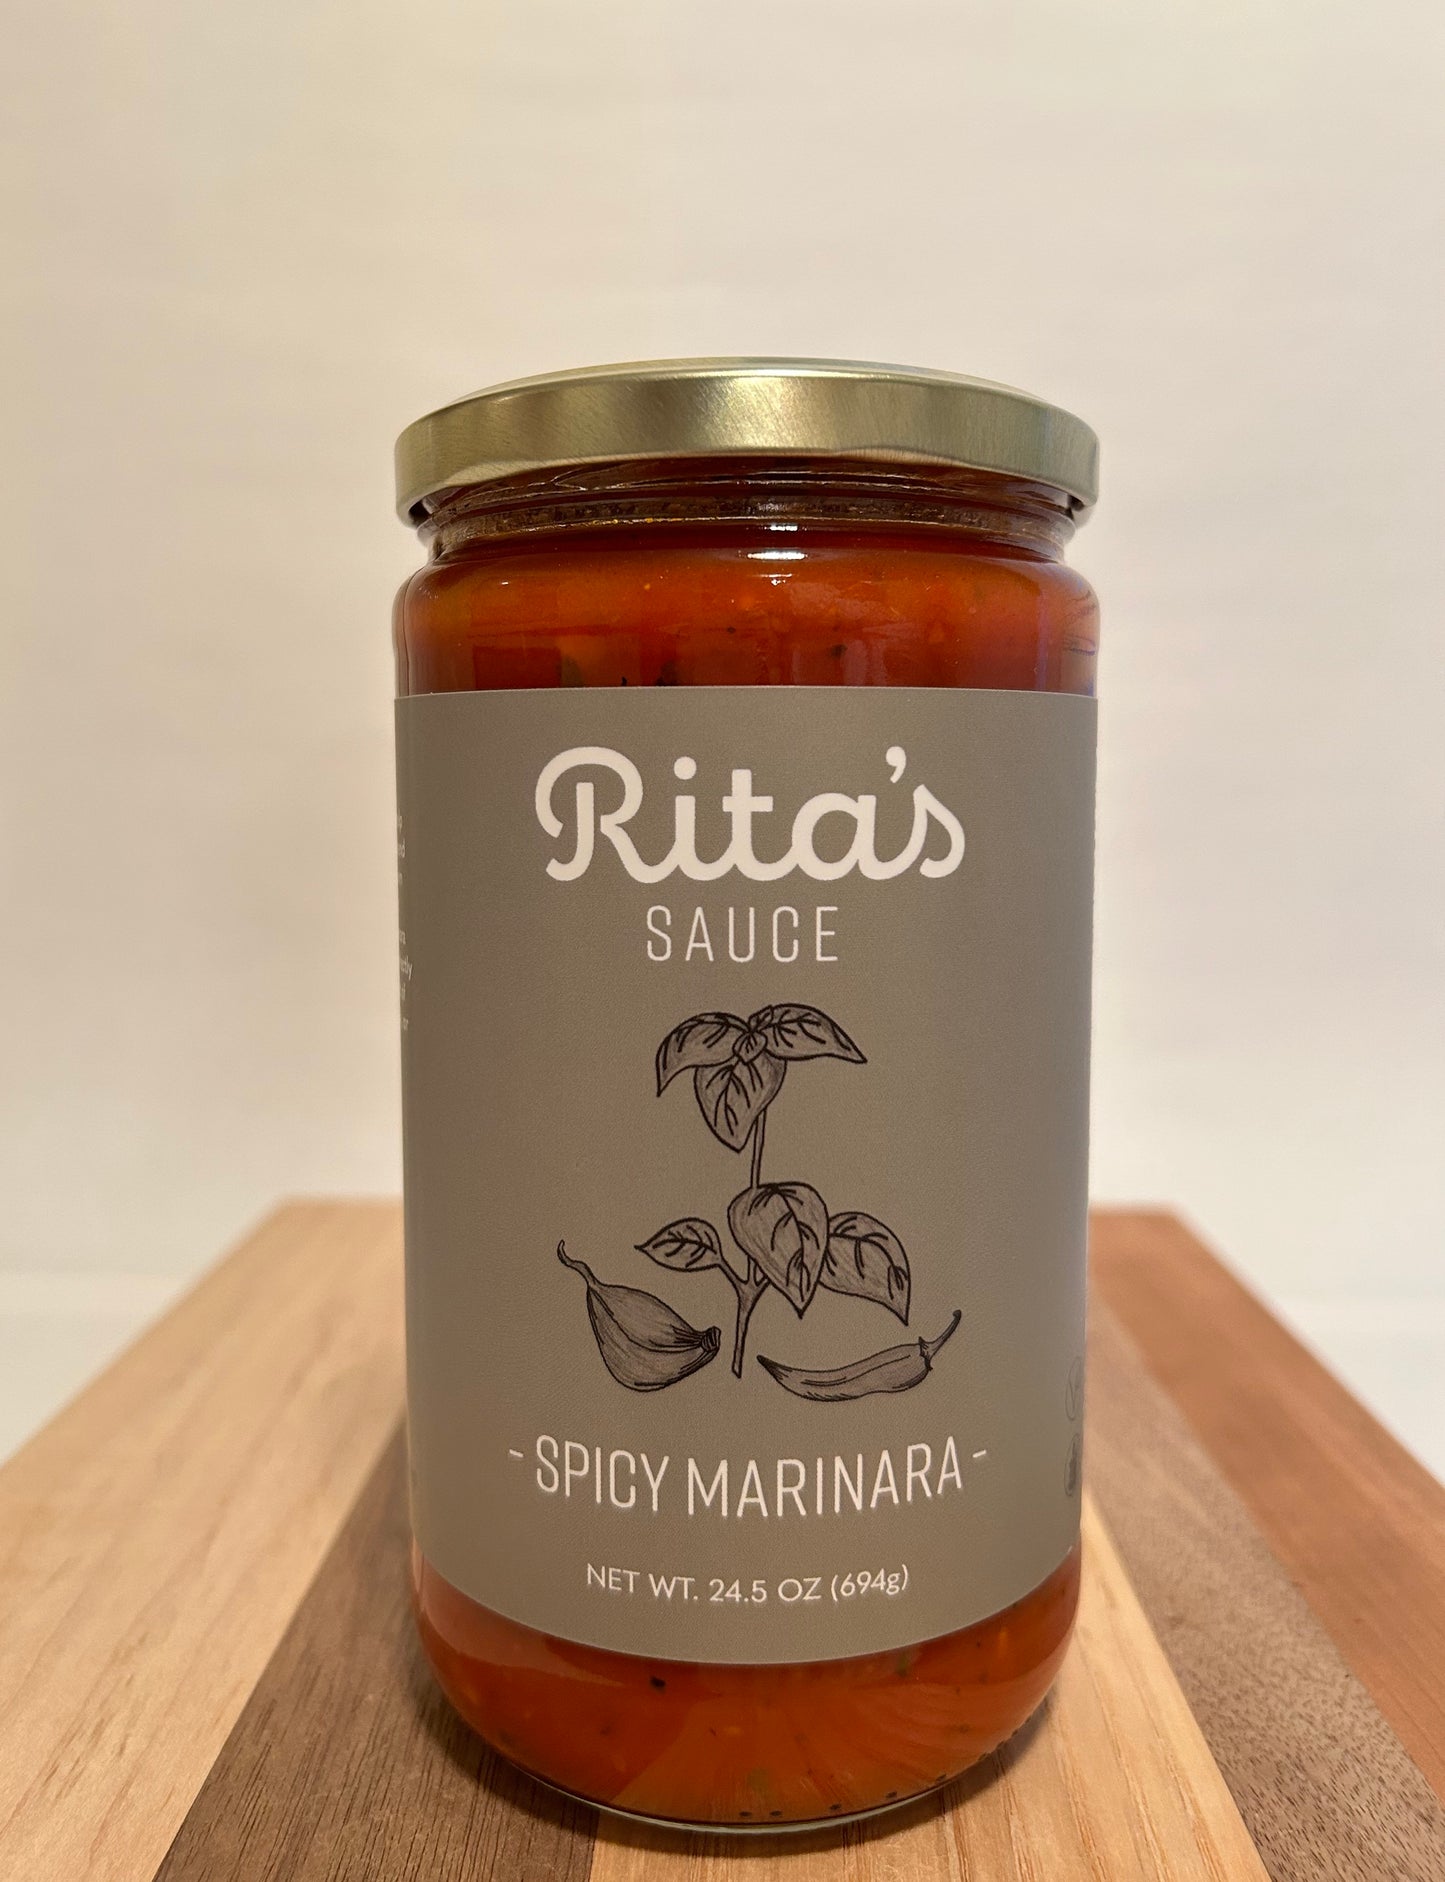 Rita's
SAUCE
- SPICY MARINARA -
NET WT. 24.5 OZ (694g)